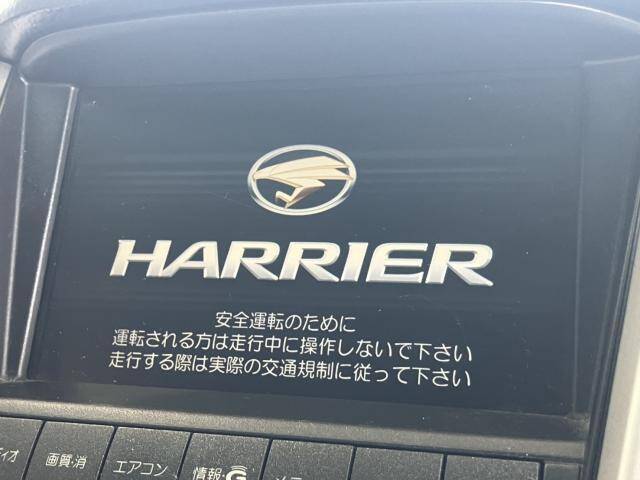 HARRIER
安全運転のために
運転される方は走行中に操作しないで下さい
走行する際は実際の交通規制に従って下さい
画質・消
エアコン
情報・G